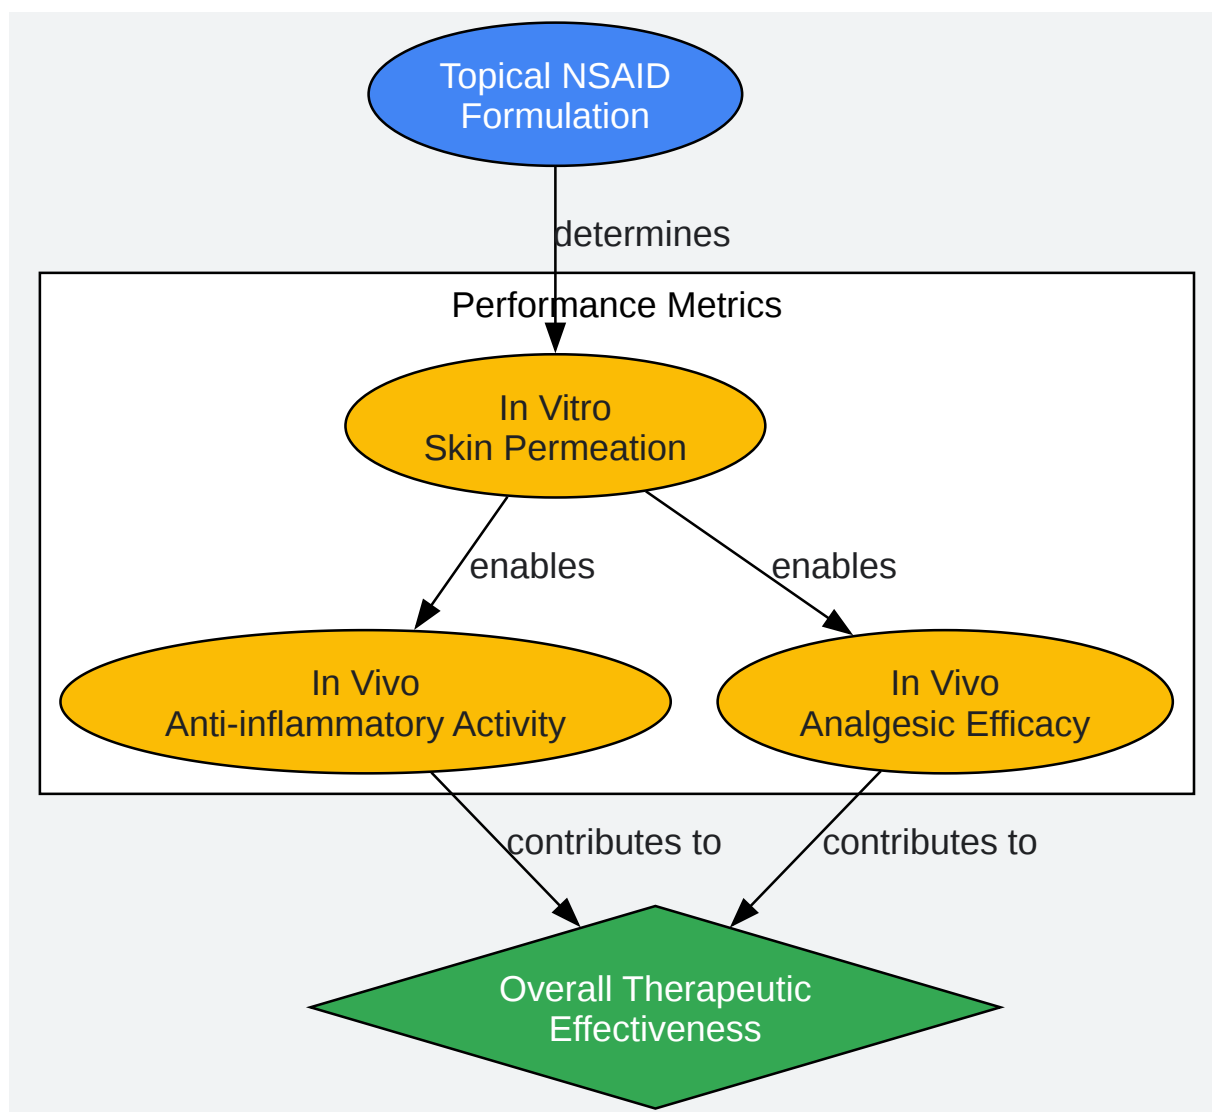 Topical NSAID
Formulation
determines
Performance Metrics
In Vitro
Skin Permeation
enables
enables
In Vivo
Anti-inflammatory Activity
In Vivo
Analgesic Efficacy
contributes to
contributes to
Overall Therapeutic
Effectiveness